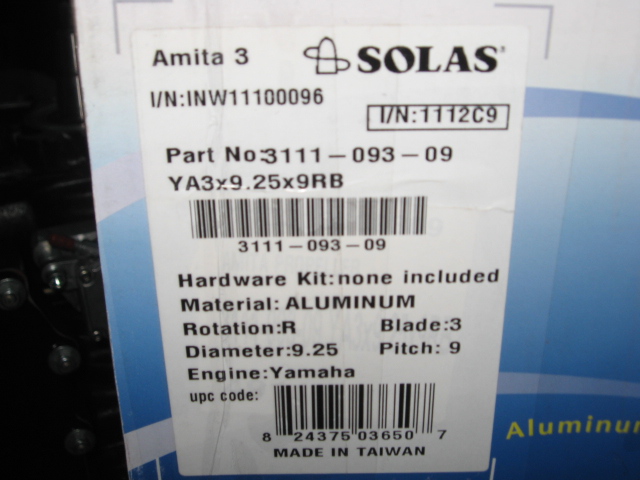 Amita 3 SOLAS
I/N:INW11100096
I/N:1112C9
Part No:3111-093-09
YA3x9.25x9RB
3111-093-09
Hardware Kit:none included
Material: ALUMINUM
Rotation:R Blade:3
Diameter:9.25 Pitch: 9
Engine:Yamaha
upc code:
8 24375 03650 7
MADE IN TAIWAN
Aluminum